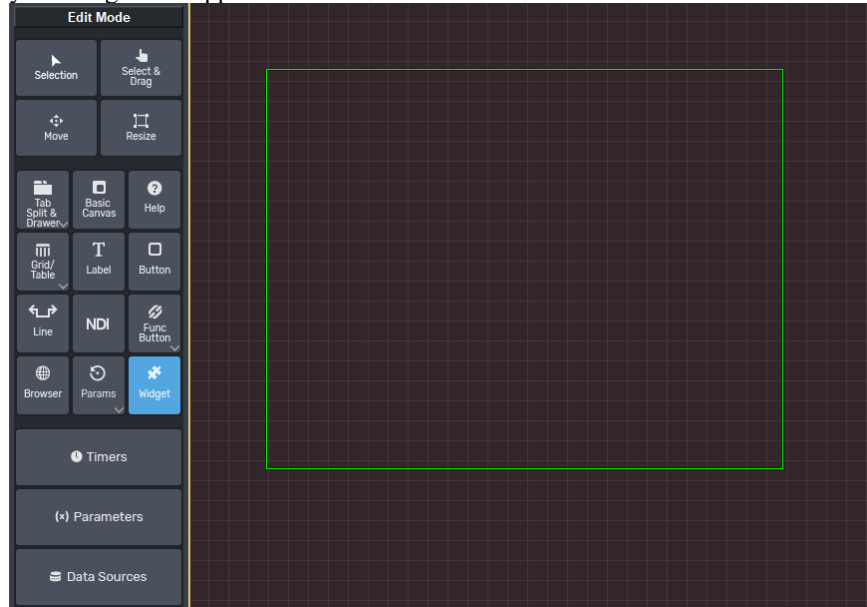 Edit Mode
Selection
Select &
Drag
Move
Resize
Tab
Split &
Drawer
Basic
Canvas
Help
Grid/
Table
Label
Button
Line
NDI
Func
Button
Browser
Params
Widget
Timers
(x) Parameters
Data Sources